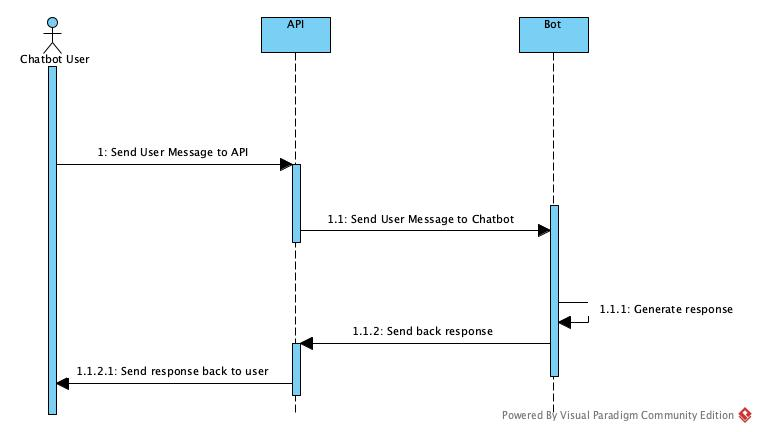 API
Bot
Chatbot User
1: Send User Message to API
1.1: Send User Message to Chatbot
1.1.1: Generate response
1.1.2: Send back response
1.1.2.1: Send response back to user
Powered By Visual Paradigm Community Edition